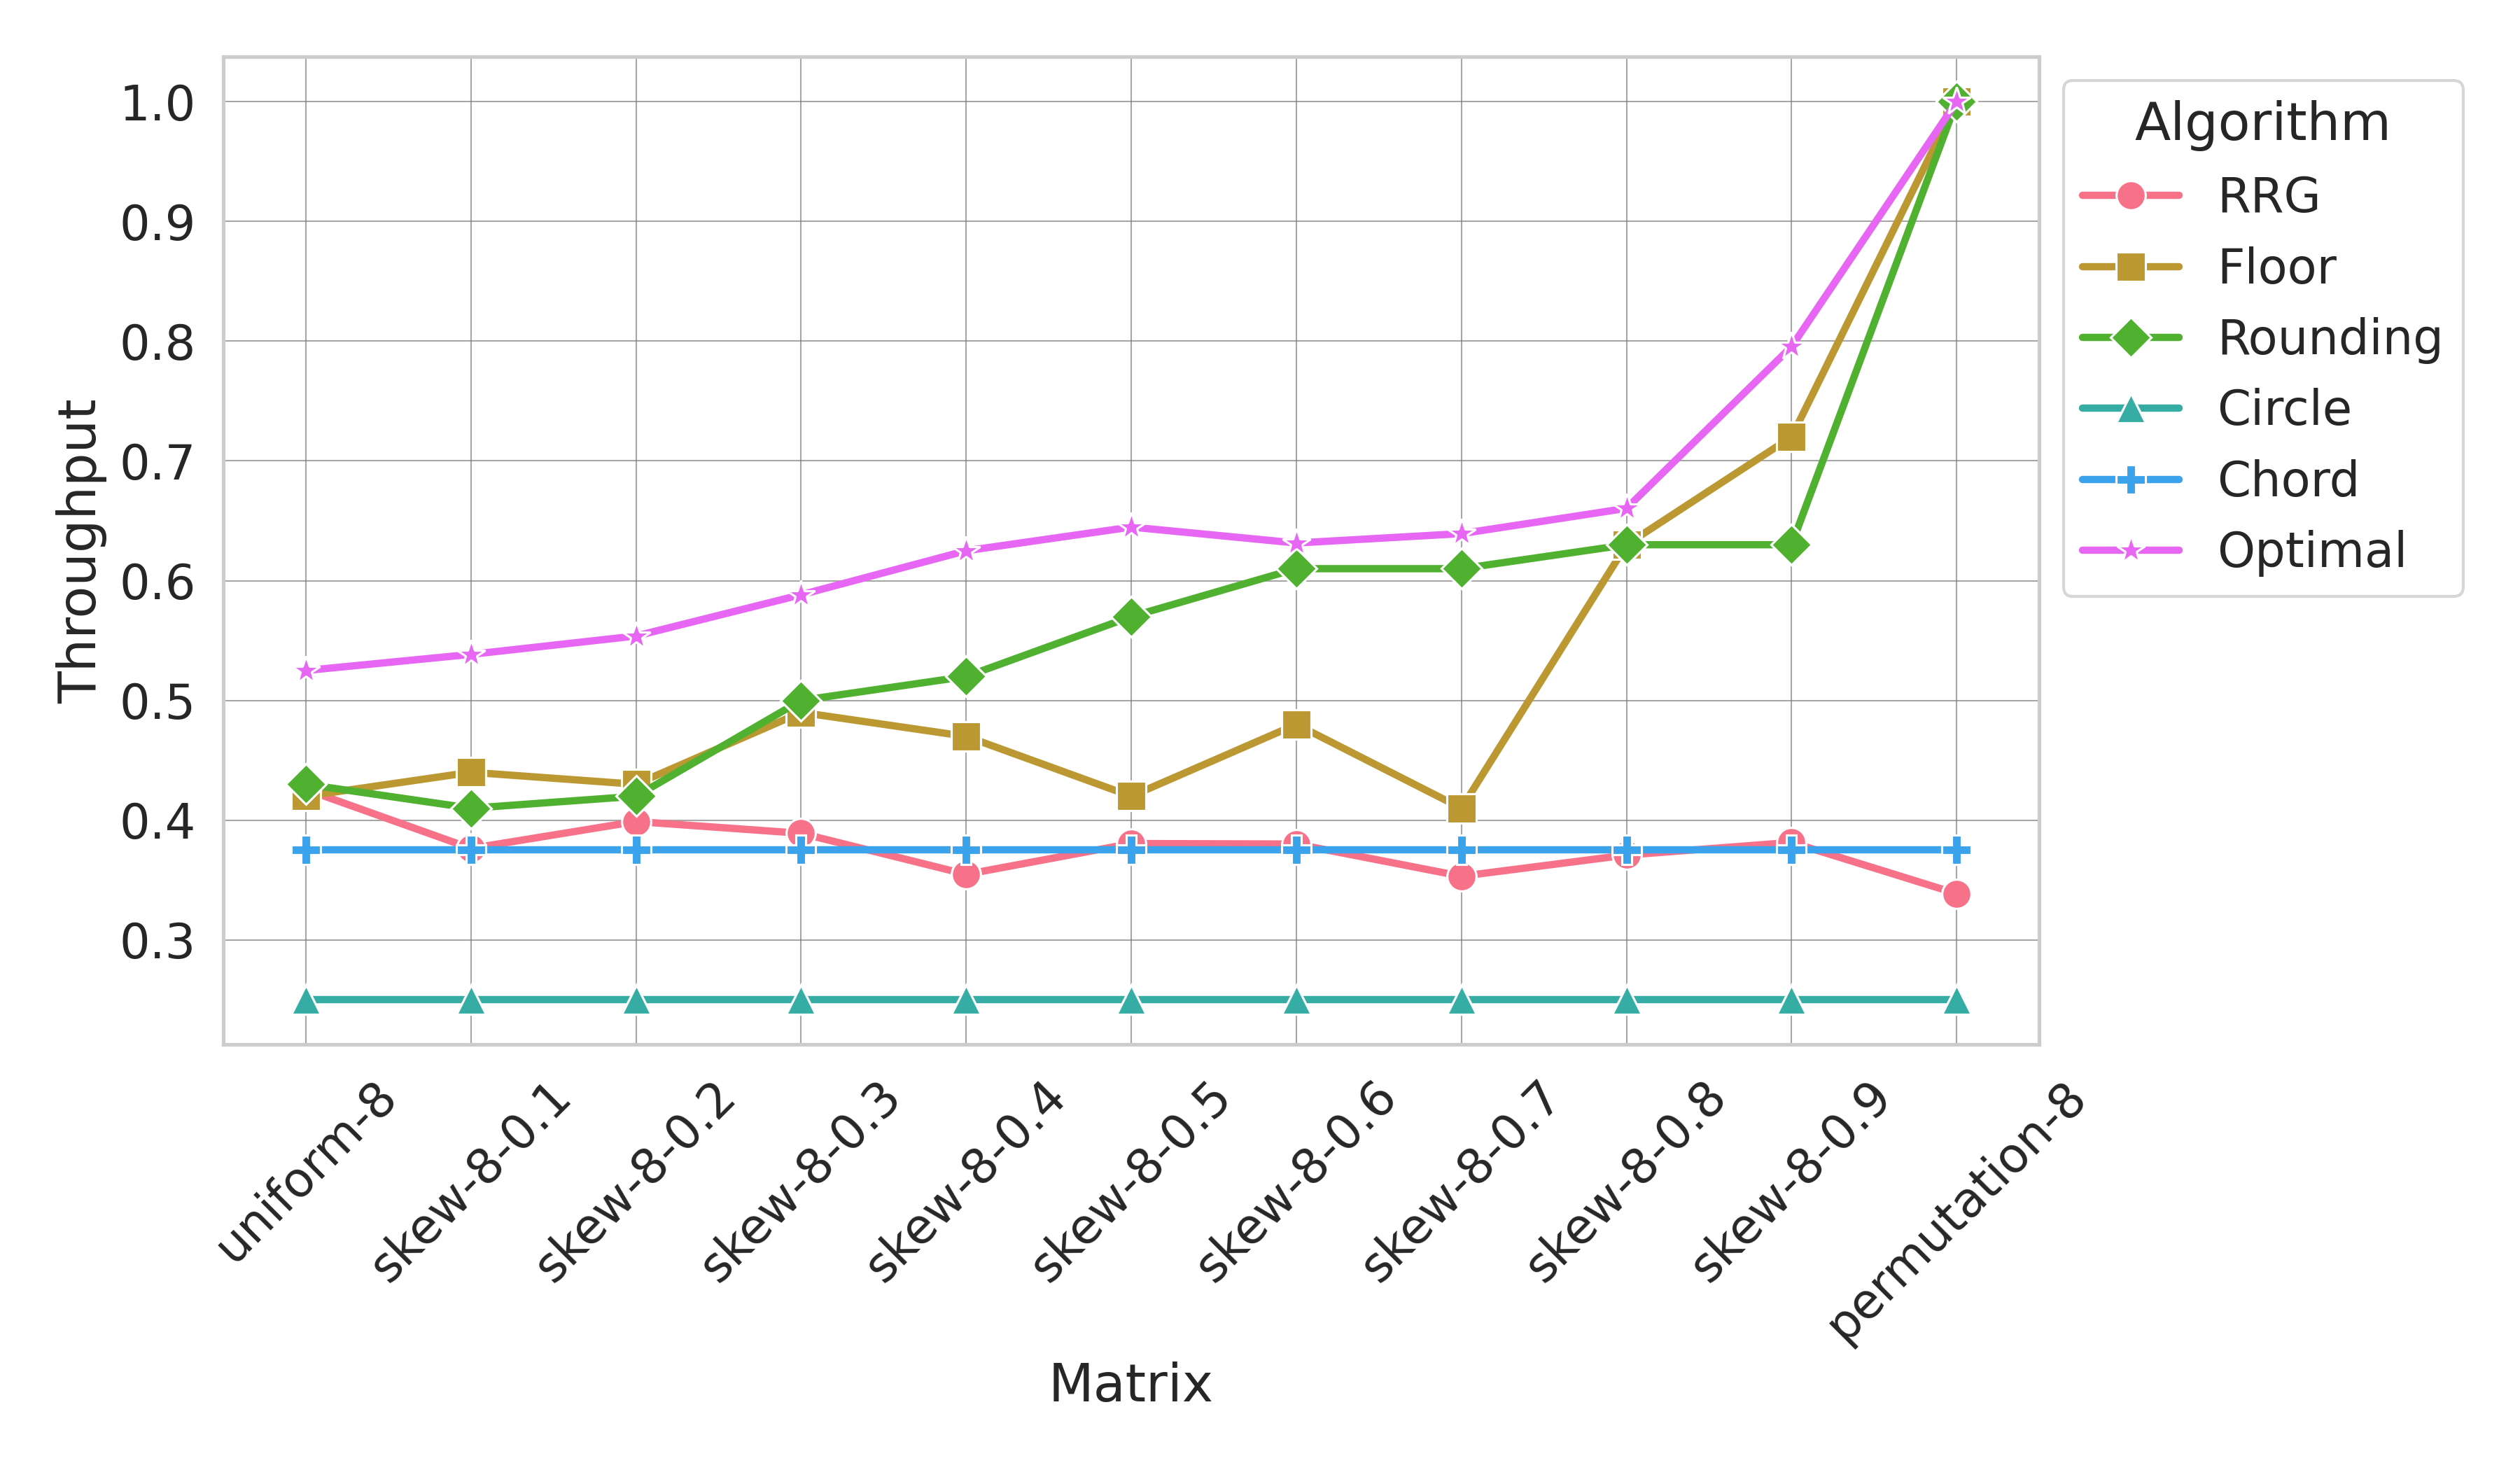 1.0
0.9
0.8
0.7
0.6
0.5
0.4
0.3
Throughput
uniform-8
skew-8-0.1
skew-8-0.2
skew-8-0.3
skew-8-0.4
skew-8-0.5
skew-8-0.6
skew-8-0.7
skew-8-0.8
skew-8-0.9
permutation-8
Matrix
Algorithm
RRG
Floor
Rounding
Circle
Chord
Optimal